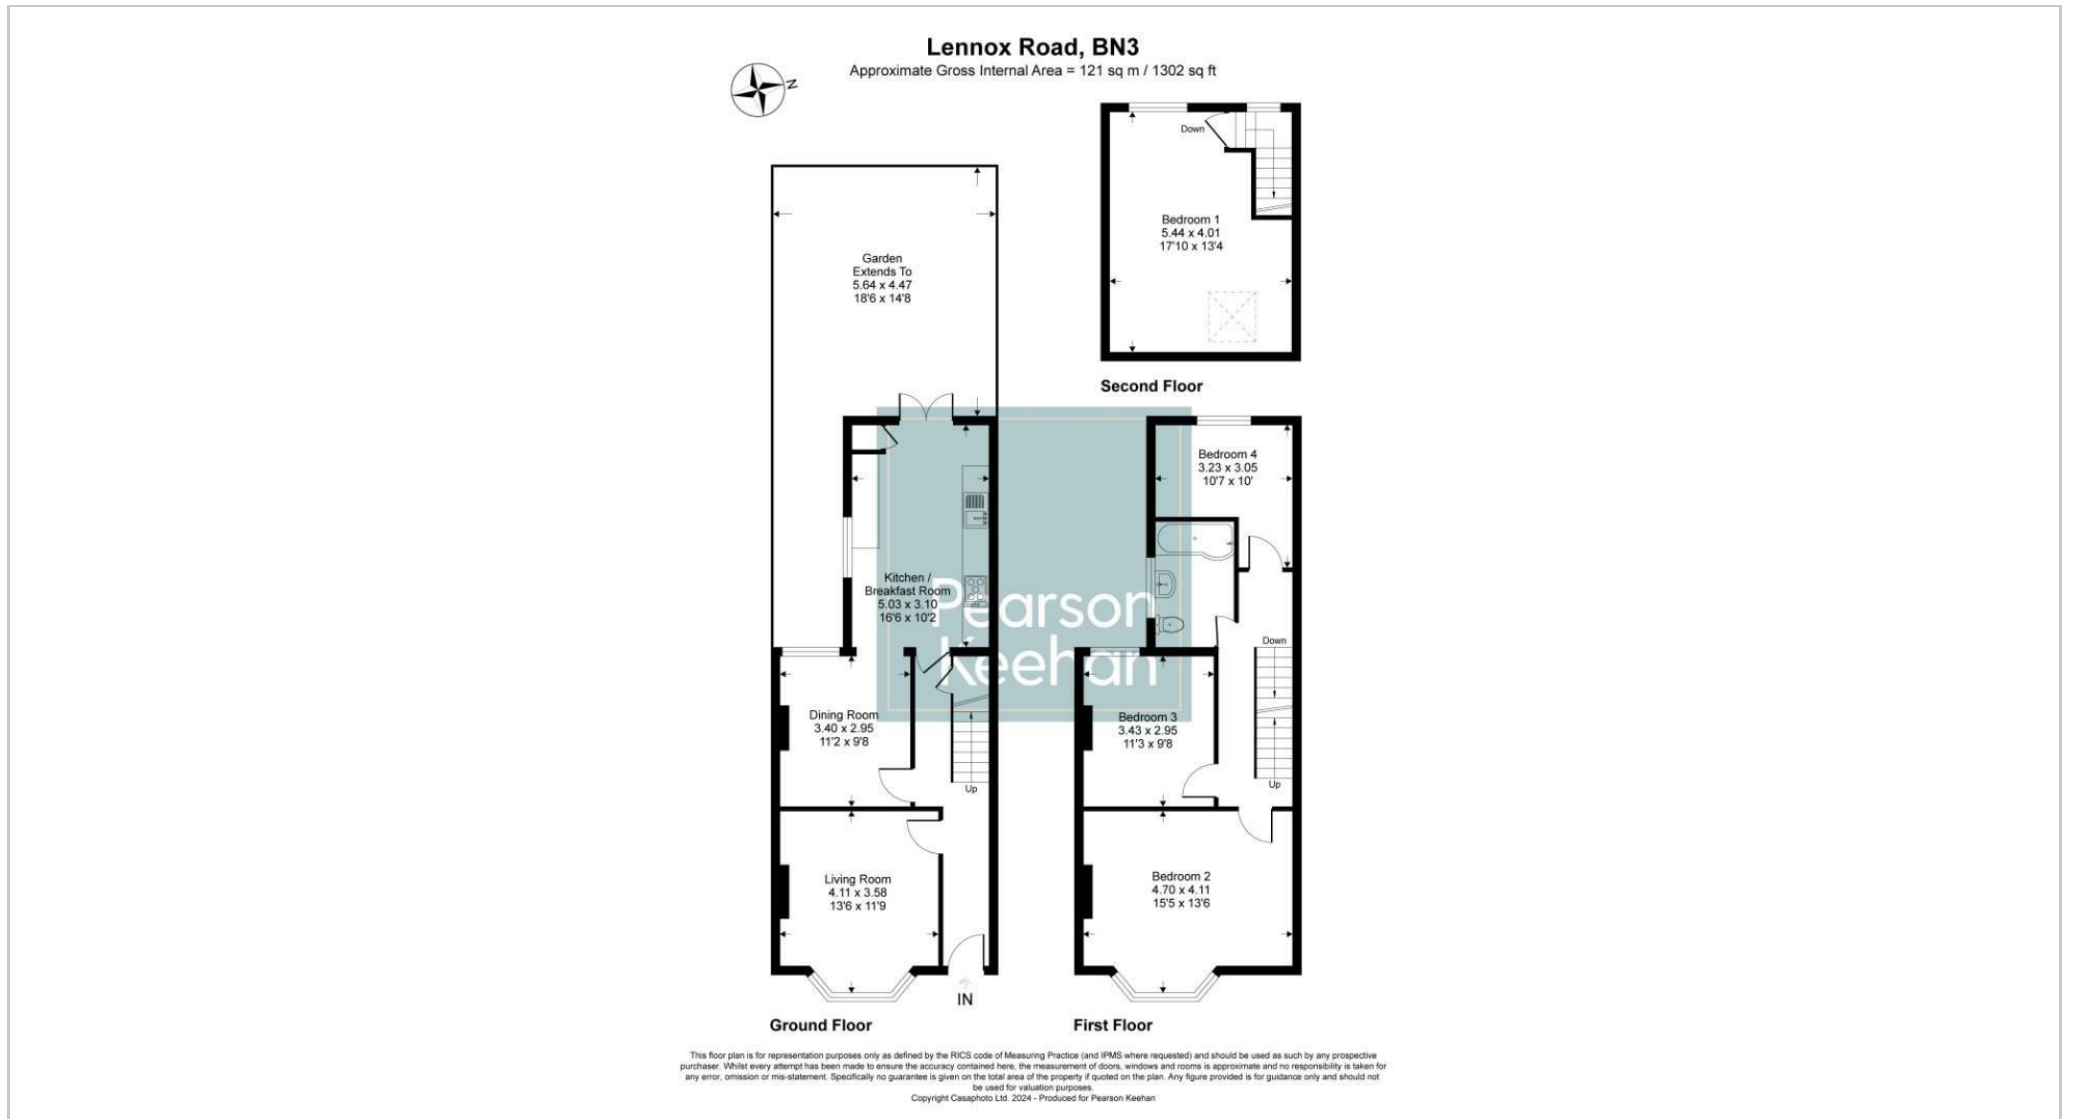 Lennox Road, BN3
Approximate Gross Internal Area = 121 sq m / 1302 sq ft
N
Down
Bedroom 1
5.44 x 4.01
17'10 x 13'4
Second Floor
Garden
Extends To
5.64 x 4.47
18'6 x 14'8
Kitchen /
Breakfast Room
5.03 x 3.10
16'6 x 10'2
Pearson
Keehan
Dining Room
3.40 x 2.95
11'2 x 9'8
Up
Living Room
4.11 x 3.58
13'6 x 11'9
IN
Ground Floor
Bedroom 4
3.23 x 3.05
10'7 x 10'
Down
Bedroom 3
3.43 x 2.95
11'3 x 9'8
Up
Bedroom 2
4.70 x 4.11
15'5 x 13'6
First Floor
This floor plan is for representation purposes only as defined by the RICS code of Measuring Practice (and IPMS where requested) and should be used as such by any prospective
purchaser. Whilst every attempt has been made to ensure the accuracy contained here, the measurement of doors, windows and rooms is approximate and no responsibility is taken for
any error, omission or mis-statement. Specifically no guarantee is given on the total area of the property if quoted on the plan. Any figure provided is for guidance only and should not
be used for valuation purposes.
Copyright Casaphoto Ltd. 2024 - Produced for Pearson Keehan